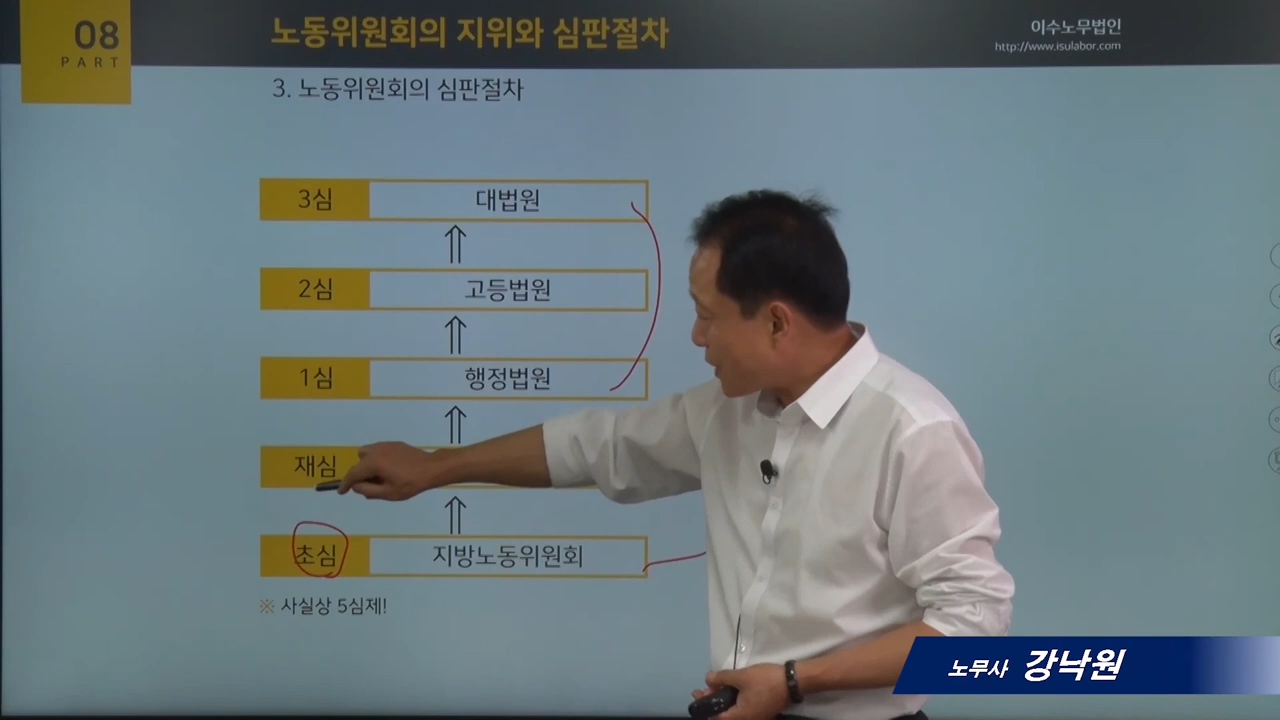 08
PART
노동위원회의 지위와 심판절차
이수노무법인
http://www.isulabor.com
3. 노동위원회의 심판절차
3심 대법원
2심 고등법원
1심 행정법원
재심
초심 지방노동위원회
※ 사실상 5심제!
노무사 강낙원